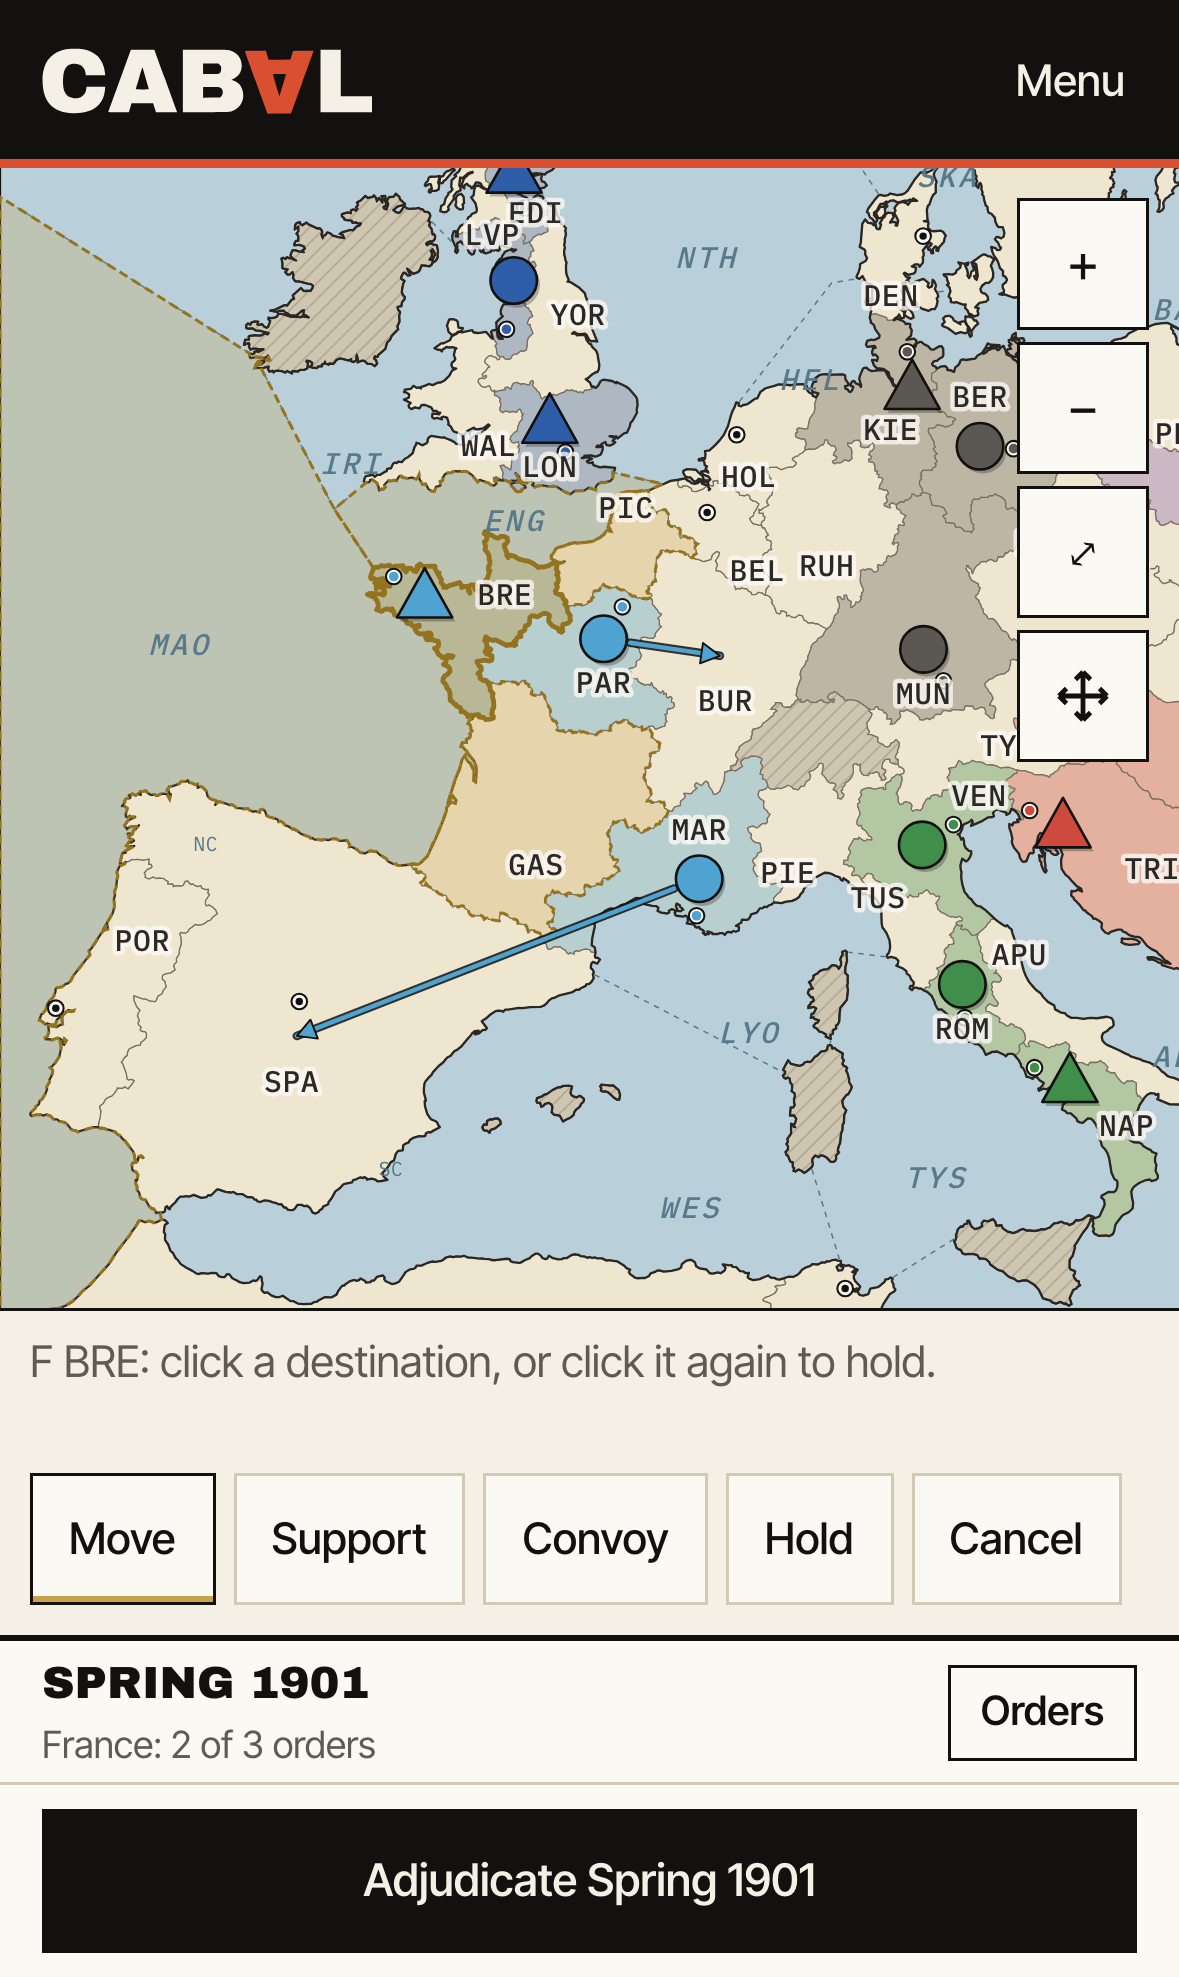 CABAL
Menu
SKA
EDI
LVP
NTH
YOR
DEN
HEL
BER
KIE
WAL
LON
IRI
HOL
PIC
ENG
BEL
RUH
BRE
MAO
PAR
BUR
MUN
TY
VEN
NC
MAR
GAS
PIE
TUS
TRI
POR
APU
LYO
ROM
SPA
NAP
SC
TYS
WES
+
−
F BRE: click a destination, or click it again to hold.
Move
Support
Convoy
Hold
Cancel
SPRING 1901
Orders
France: 2 of 3 orders
Adjudicate Spring 1901